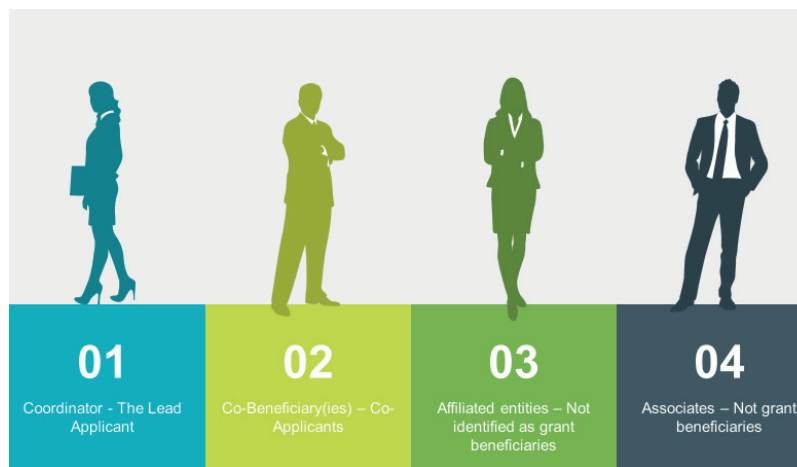 01
Coordinator - The Lead
Applicant
02
Co-Beneficiary(ies) – Co-
Applicants
03
Affiliated entities – Not
identified as grant
beneficiaries
04
Associates – Not grant
beneficiaries